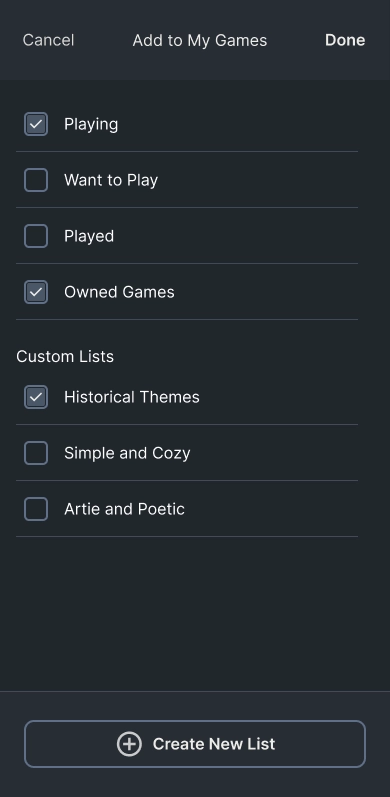 Cancel Add to My Games Done
Playing
Want to Play
Played
Owned Games
Custom Lists
Historical Themes
Simple and Cozy
Artie and Poetic
Create New List